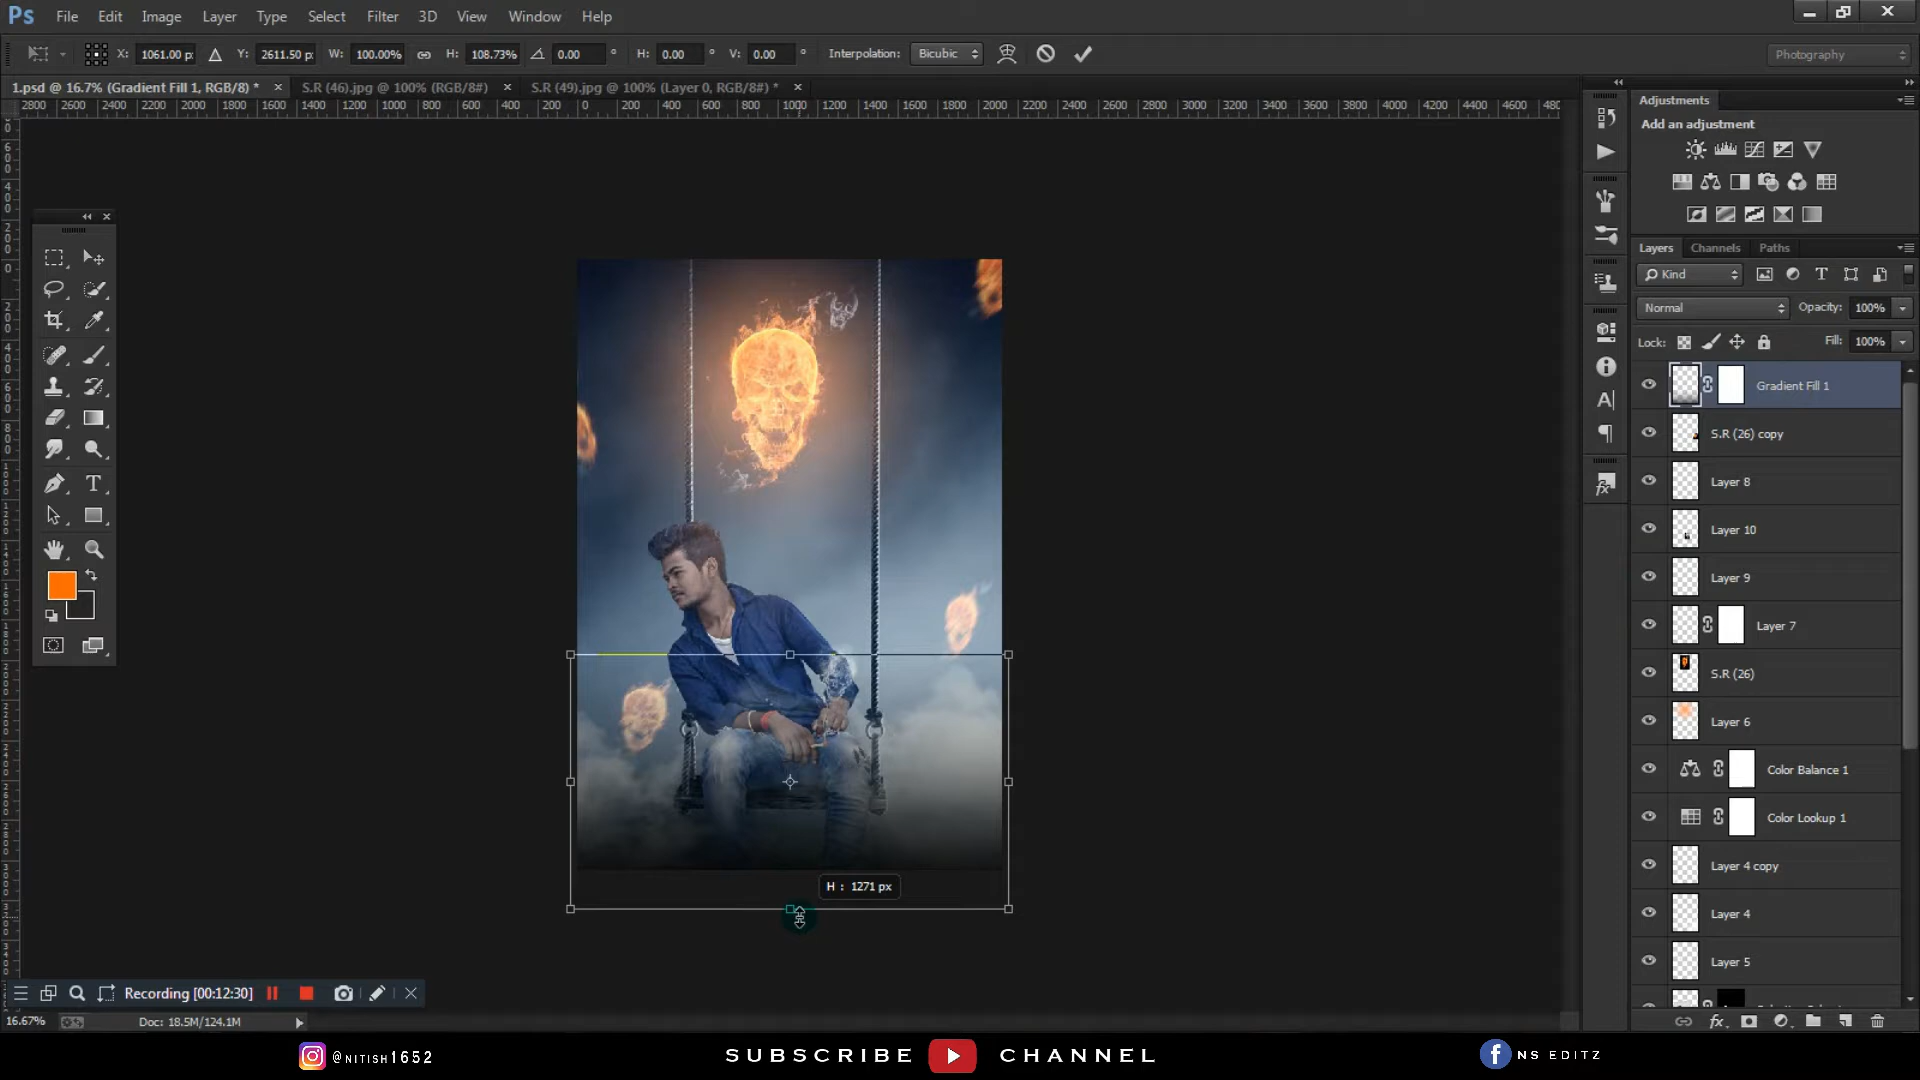 Ps File Edit Image Layer Type Select Filter 3D View Window Help
X: 1061.00 p: Y: 2611.50 p: W: 100.00% H: 108.73% 0.00 ° H: 0.00 ° V: 0.00 ° Interpolation: Bicubic Photography
1.psd @ 16.7% (Gradient Fill 1, RGB/8) * × S.R (46).jpg @ 100% (RGB/8#) × S.R (49).jpg @ 100% (Layer 0, RGB/8#) * ×
2800 2600 2400 2200 2000 1800 1600 1400 1200 1000 800 600 400 200 0 200 400 600 800 1000 1200 1400 1600 1800 2000 2200 2400 2600 2800 3000 3200 3400 3600 3800 4000 4200 4400 4600 480
Adjustments
Add an adjustment
Layers Channels Paths
Kind
Normal Opacity: 100%
Lock: Fill: 100%
Gradient Fill 1
S.R (26) copy
Layer 8
Layer 10
Layer 9
Layer 7
S.R (26)
Layer 6
Color Balance 1
Color Lookup 1
Layer 4 copy
H : 1271 px
Layer 4
Layer 5
Recording [00:12:30]
16.67% Doc: 18.5M/124.1M
@NITISH1652 SUBSCRIBE CHANNEL NS EDITZ